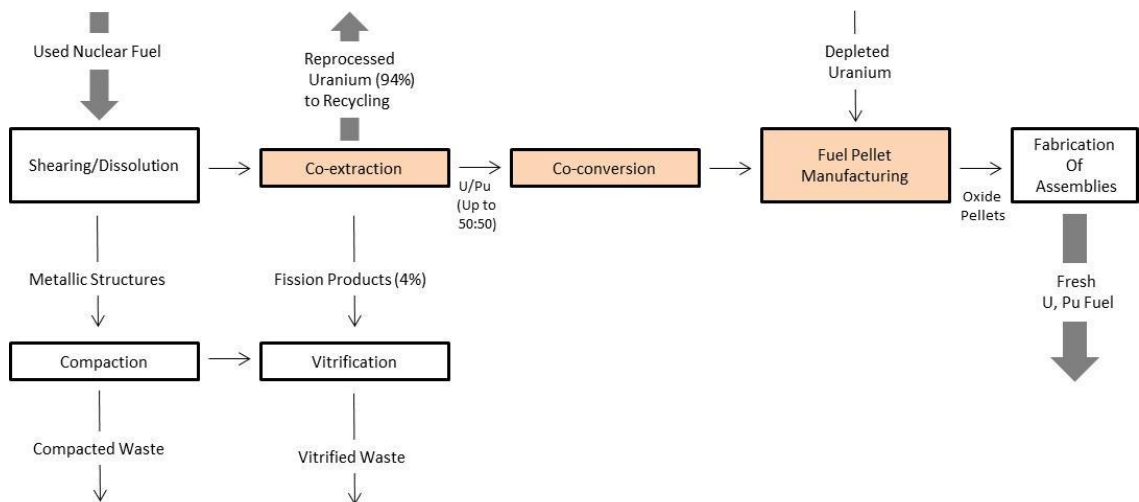 Used Nuclear Fuel
Reprocessed
Uranium (94%)
to Recycling
Depleted
Uranium
Shearing/Dissolution
Co-extraction
U/Pu
(Up to
50:50)
Co-conversion
Fuel Pellet
Manufacturing
Oxide
Pellets
Fabrication
Of
Assemblies
Metallic Structures
Fission Products (4%)
Fresh
U, Pu Fuel
Compaction
Vitrification
Compacted Waste
Vitrified Waste